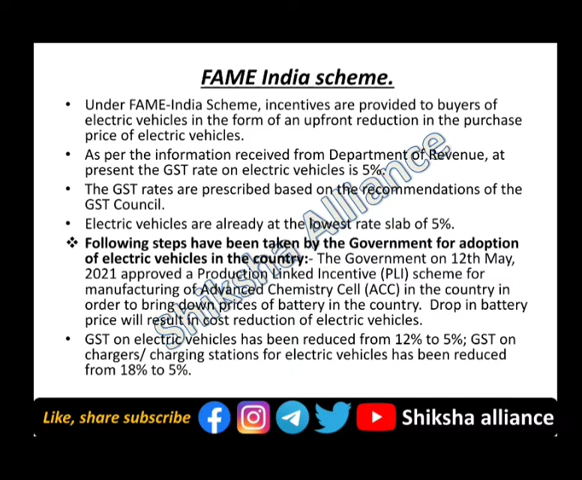 FAME India scheme.
• Under FAME-India Scheme, incentives are provided to buyers of
electric vehicles in the form of an upfront reduction in the purchase
price of electric vehicles.
• As per the information received from Department of Revenue, at
present the GST rate on electric vehicles is 5%.
• The GST rates are prescribed based on the recommendations of the
GST Council.
• Electric vehicles are already at the lowest rate slab of 5%.
❖ Following steps have been taken by the Government for adoption
of electric vehicles in the country:- The Government on 12th May,
2021 approved a Production Linked Incentive (PLI) scheme for
manufacturing of Advanced Chemistry Cell (ACC) in the country in
order to bring down prices of battery in the country. Drop in battery
price will result in cost reduction of electric vehicles.
• GST on electric vehicles has been reduced from 12% to 5%; GST on
chargers/ charging stations for electric vehicles has been reduced
from 18% to 5%.
Shiksha Alliance
Like, share subscribe
Shiksha alliance